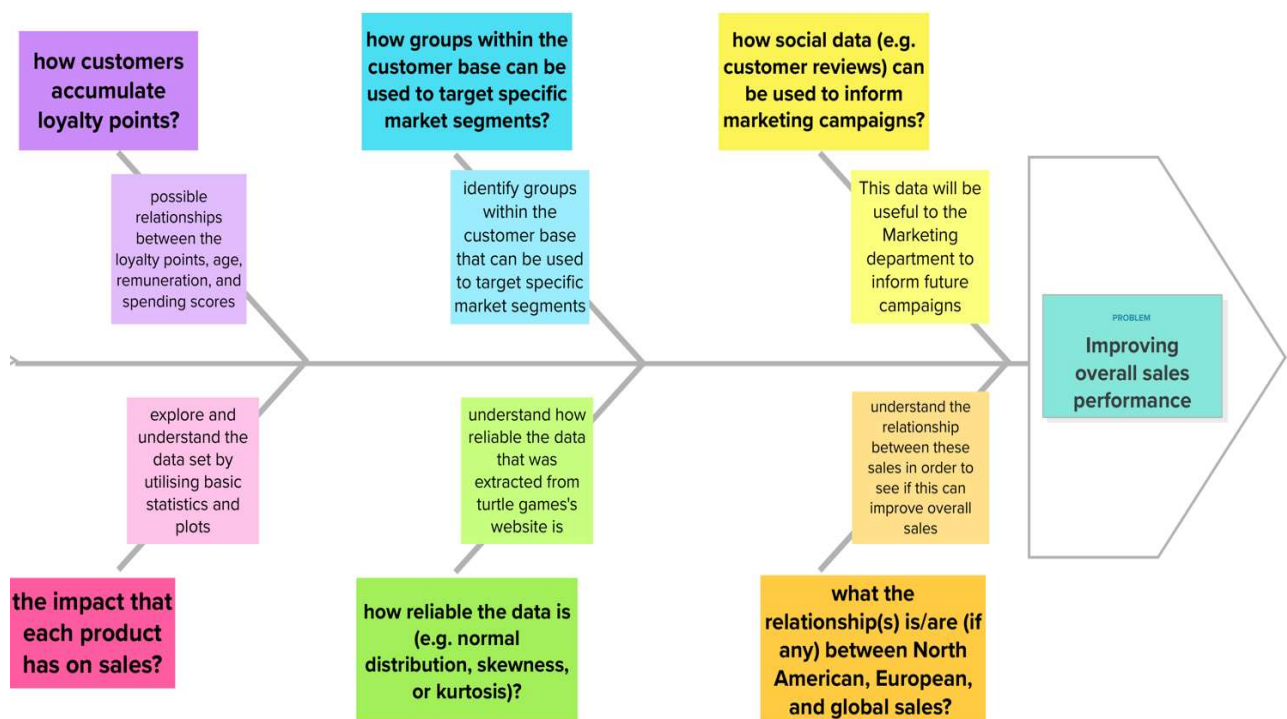 how customers
accumulate
loyalty points?
how groups within the
customer base can be
used to target specific
market segments?
how social data (e.g.
customer reviews) can
be used to inform
marketing campaigns?
possible
relationships
between the
loyalty points, age,
remuneration, and
spending scores
identify groups
within the
customer base
that can be used
to target specific
market segments
This data will be
useful to the
Marketing
department to
inform future
campaigns
PROBLEM
Improving
overall sales
performance
explore and
understand the
data set by
utilising basic
statistics and
plots
understand how
reliable the data
that was
extracted from
turtle games's
website is
understand the
relationship
between these
sales in order to
see if this can
improve overall
sales
the impact that
each product
has on sales?
how reliable the data is
(e.g. normal
distribution, skewness,
or kurtosis)?
what the
relationship(s) is/are (if
any) between North
American, European,
and global sales?